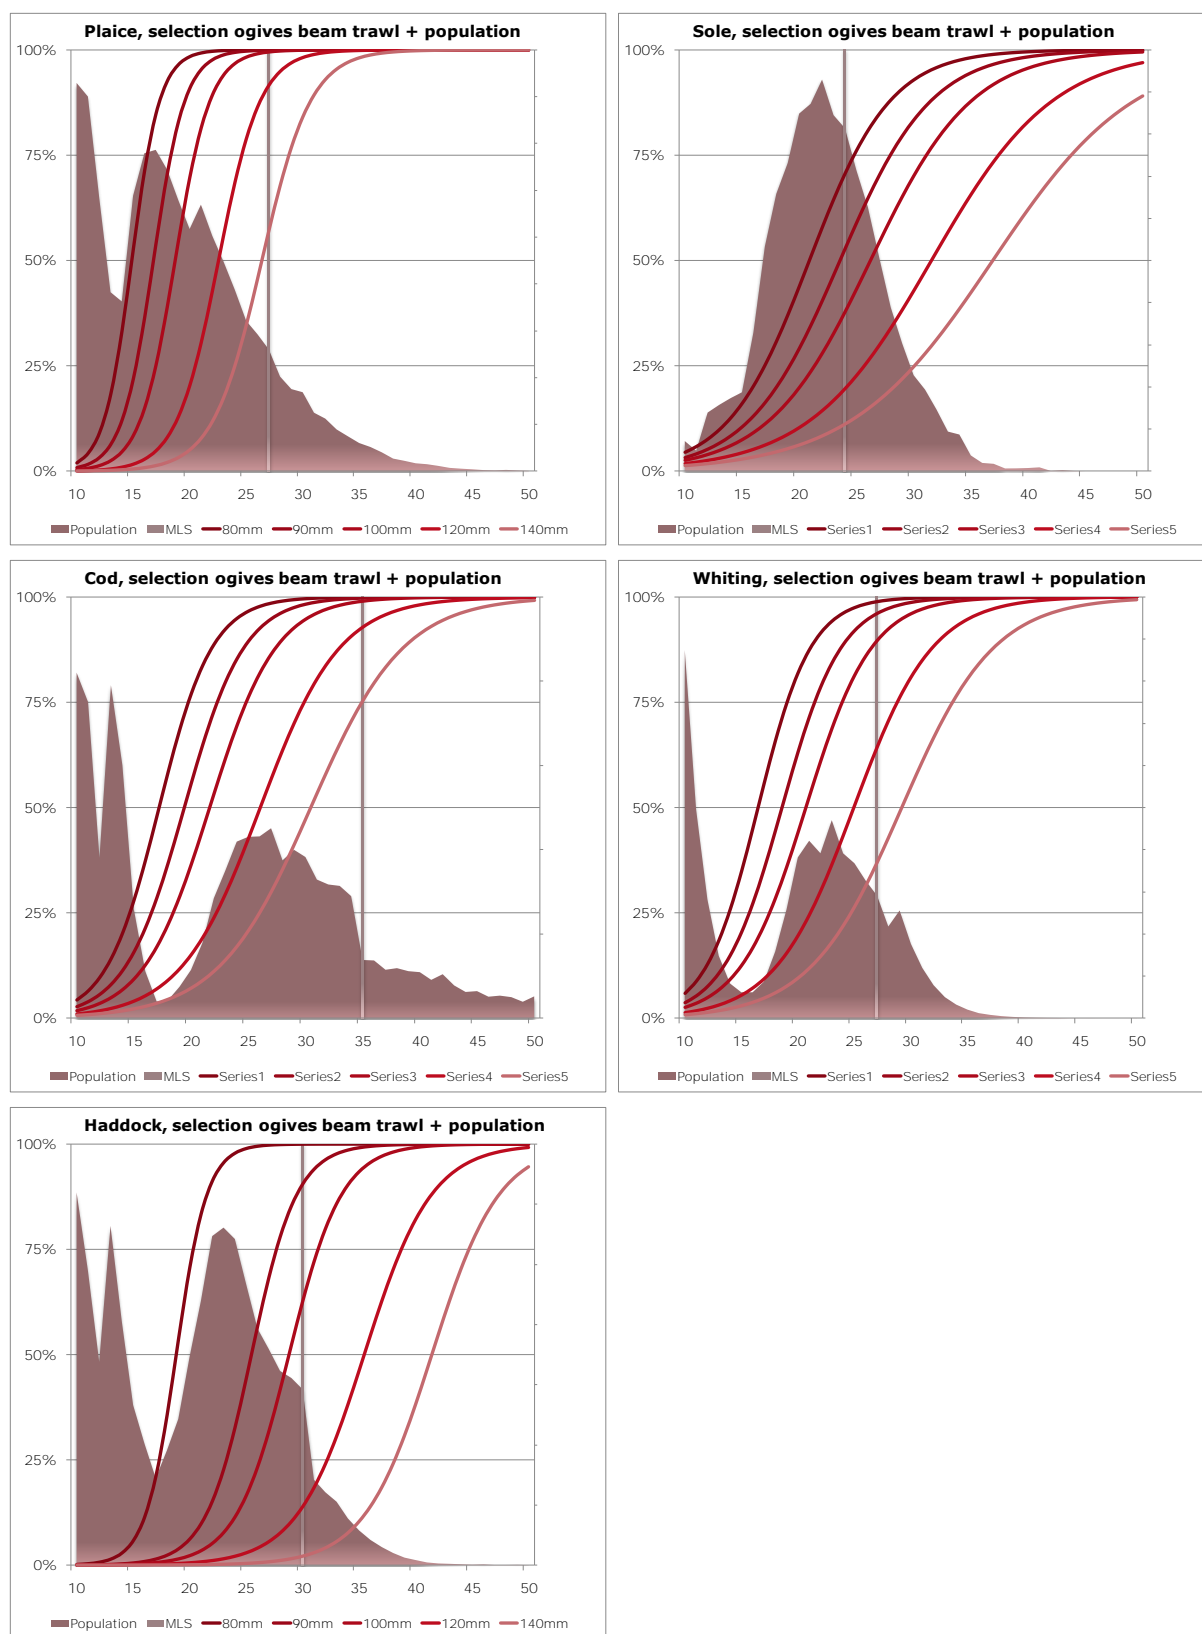 Plaice, selection ogives beam trawl + population
100%
75%
50%
25%
0%
10 15 20 25 30 35 40 45 50
Population MLS 80mm 90mm 100mm 120mm 140mm
Sole, selection ogives beam trawl + population
100%
75%
50%
25%
0%
10 15 20 25 30 35 40 45 50
Population MLS Series1 Series2 Series3 Series4 Series5
Cod, selection ogives beam trawl + population
100%
75%
50%
25%
0%
10 15 20 25 30 35 40 45 50
Population MLS Series1 Series2 Series3 Series4 Series5
Whiting, selection ogives beam trawl + population
100%
75%
50%
25%
0%
10 15 20 25 30 35 40 45 50
Population MLS Series1 Series2 Series3 Series4 Series5
Haddock, selection ogives beam trawl + population
100%
75%
50%
25%
0%
10 15 20 25 30 35 40 45 50
Population MLS 80mm 90mm 100mm 120mm 140mm